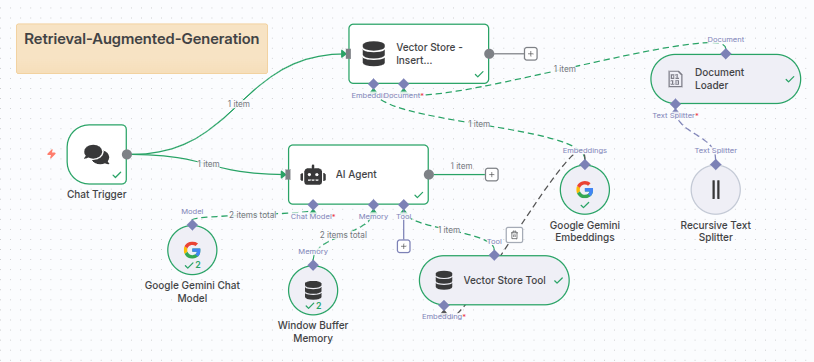 Retrieval-Augmented-Generation
Vector Store -
Insert...
Document
Document
Loader
Document*
1 item
Text Splitter*
1 item
1 item
Text Splitter
Embeddings
Chat Trigger
1 item
AI Agent
1 item
Google Gemini
Embeddings
Recursive Text
Splitter
Model
2 items total
Chat Model*
Memory
Tool
2 items total
1 item
Tool
Memory
2
Google Gemini Chat
Model
Vector Store Tool
2
Embedding*
Window Buffer
Memory